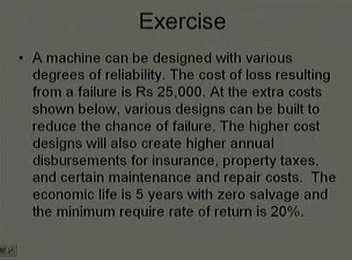 Exercise
• A machine can be designed with various
degrees of reliability. The cost of loss resulting
from a failure is Rs 25,000. At the extra costs
shown below, various designs can be built to
reduce the chance of failure. The higher cost
designs will also create higher annual
disbursements for insurance, property taxes,
and certain maintenance and repair costs. The
economic life is 5 years with zero salvage and
the minimum require rate of return is 20%.